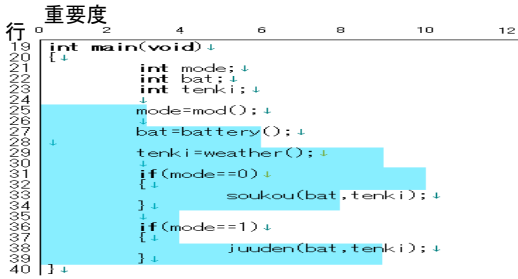 重要度
行 0 2 4 6 8 10 12
19 int main(void)↓
20 {↓
21 int mode;↓
22 int bat;↓
23 int tenki;↓
24 ↓
25 mode=mod();↓
26 ↓
27 bat=battery();↓
28 ↓
29 tenki=weather();↓
30 ↓
31 if(mode==0)↓
32 {↓
33 soukou(bat,tenki);↓
34 }↓
35 ↓
36 if(mode==1)↓
37 {↓
38 juuden(bat,tenki);↓
39 }↓
40 }↓